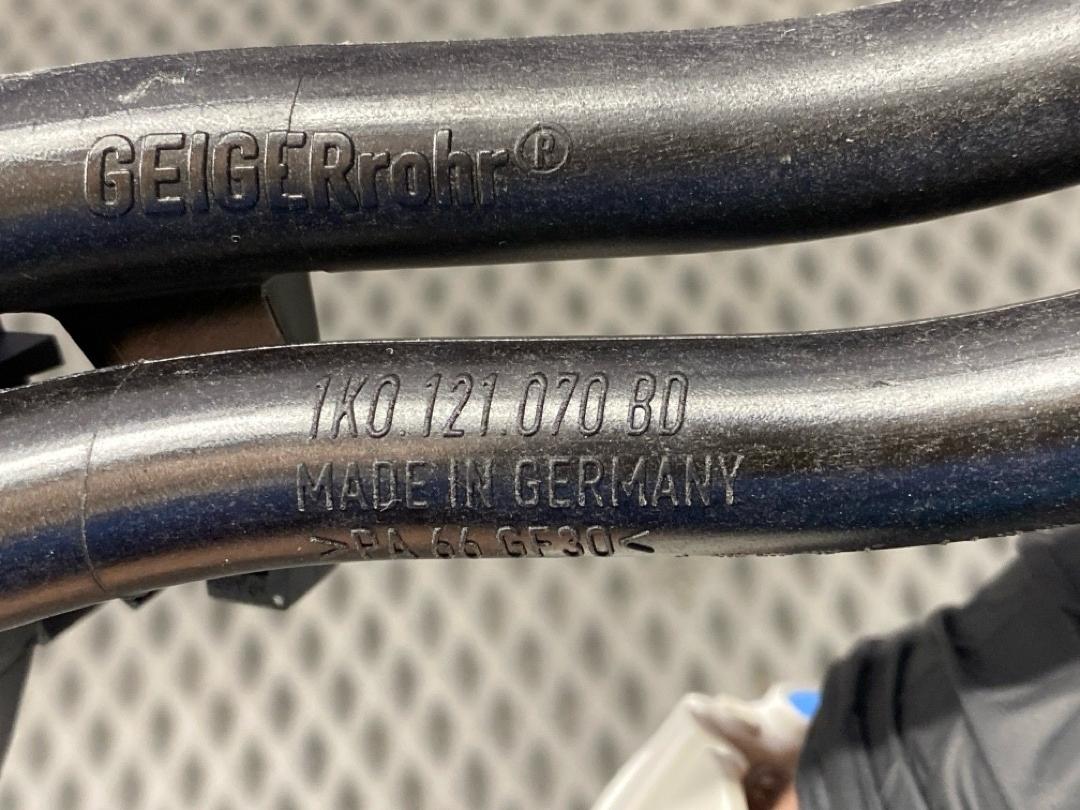 GEIGERrohr®
1K0.121.070 BD
MADE IN GERMANY
>PA 66 GF30<